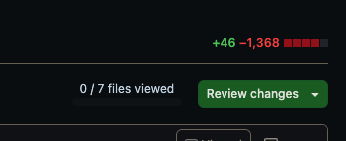 +46 −1,368
0 / 7 files viewed
Review changes